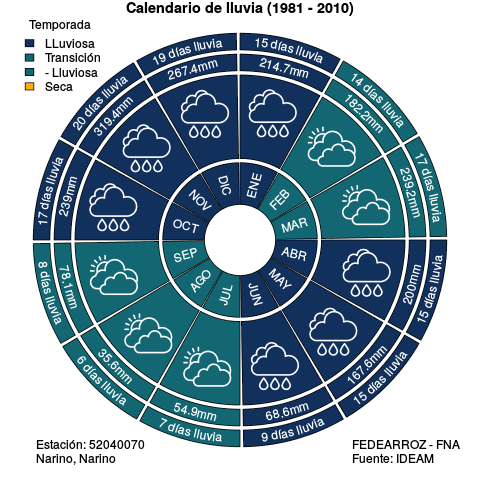 Calendario de lluvia (1981 - 2010)
Temporada
LLuviosa
Transición
- Lluviosa
Seca
15 días lluvia
214.7mm
ENE
14 días lluvia
182.2mm
FEB
17 días lluvia
239.2mm
MAR
15 días lluvia
200mm
ABR
15 días lluvia
167.6mm
MAY
9 días lluvia
68.6mm
JUN
7 días lluvia
54.9mm
JUL
6 días lluvia
35.6mm
AGO
8 días lluvia
78.1mm
SEP
17 días lluvia
239mm
OCT
20 días lluvia
319.4mm
NOV
19 días lluvia
267.4mm
DIC
Estación: 52040070
Narino, Narino
FEDEARROZ - FNA
Fuente: IDEAM